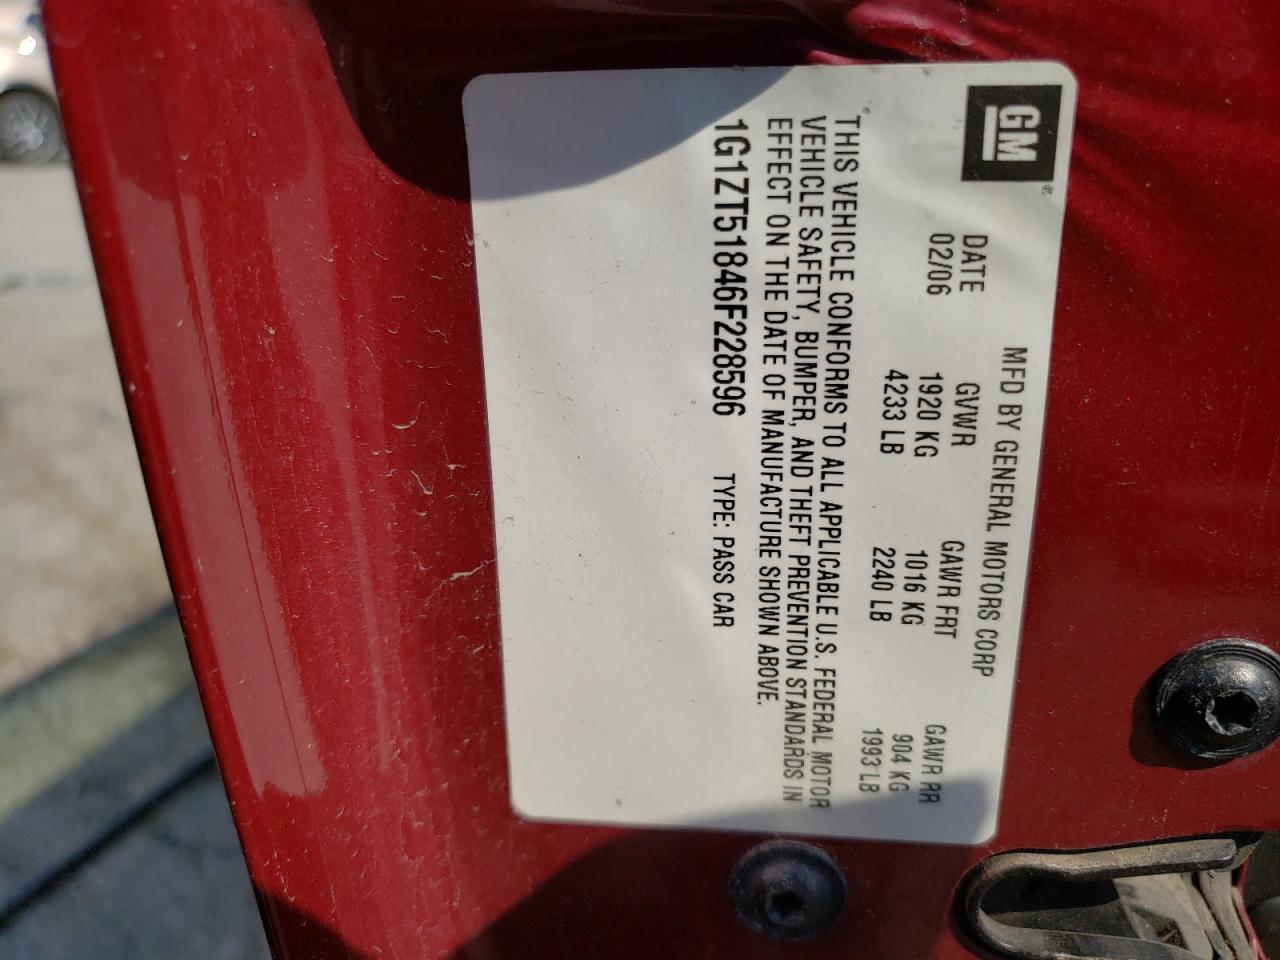 GM
MFD BY GENERAL MOTORS CORP
DATE GVWR GAWR FRT GAWR RR
02/06 1920 KG 1016 KG 904 KG
4233 LB 2240 LB 1993 LB
THIS VEHICLE CONFORMS TO ALL APPLICABLE U.S. FEDERAL MOTOR
VEHICLE SAFETY, BUMPER, AND THEFT PREVENTION STANDARDS IN
EFFECT ON THE DATE OF MANUFACTURE SHOWN ABOVE.
1G1ZT51846F228596 TYPE: PASS CAR